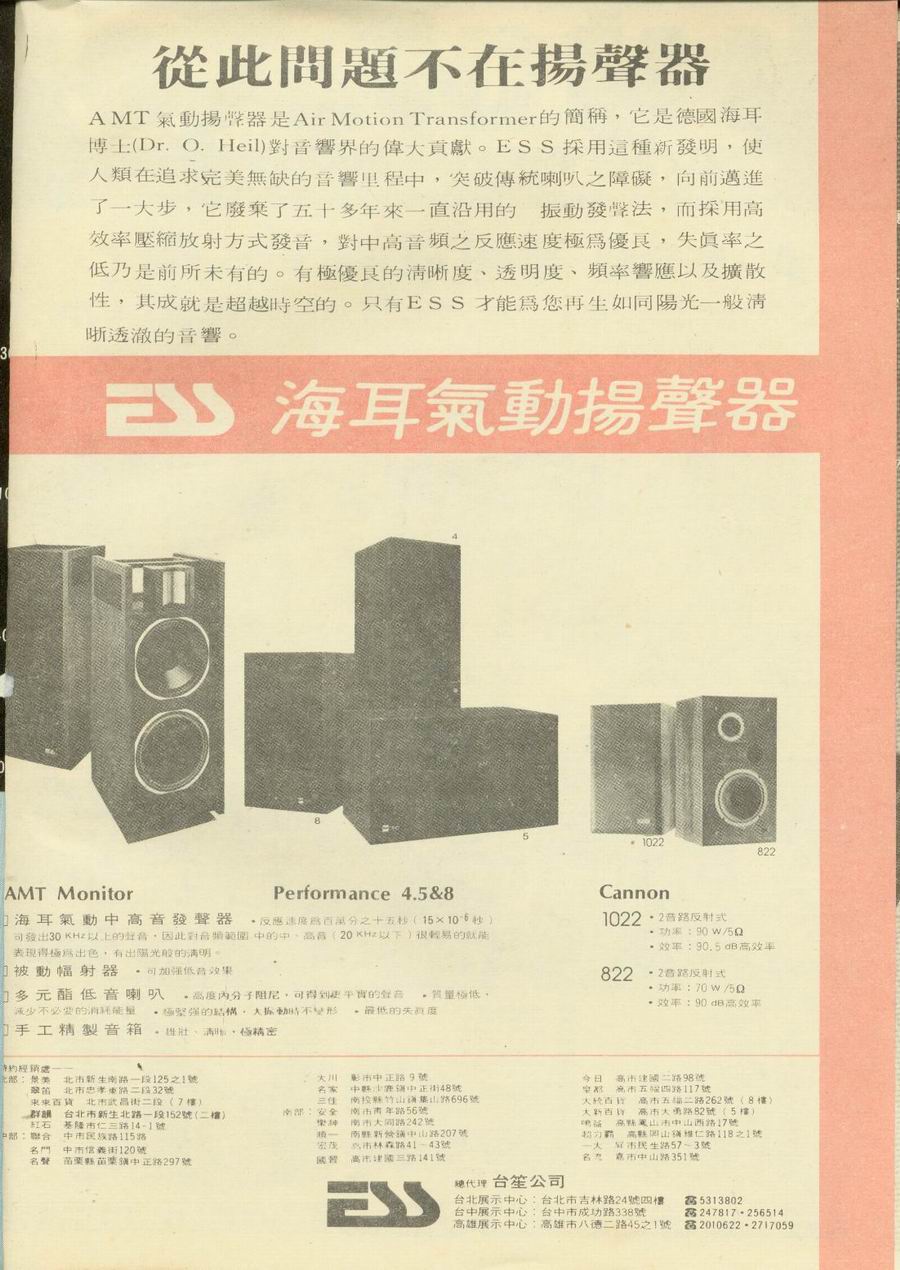 從此問題不在揚聲器
AMT 氣動揚聲器是Air Motion Transformer的簡稱，它是德國海耳
博士(Dr. O. Heil)對音響界的偉大貢獻。ESS 採用這種新發明，使
人類在追求完美無缺的音響里程中，突破傳統喇叭之障礙，向前邁進
了一大步，它廢棄了五十多年來一直沿用的 振動發聲法，而採用高
效率壓縮放射方式發音，對中高音頻之反應速度極爲優良，失眞率之
低乃是前所未有的。有極優良的清晰度、透明度、頻率響應以及擴散
性，其成就是超越時空的。只有ESS 才能爲您再生如同陽光一般清
晰透澈的音響。
ESS 海耳氣動揚聲器
4
8
5
1022
822
AMT Monitor
海耳氣動中高音發聲器 •反應速度爲百萬分之十五秒（15×10⁻⁶秒）
可發出30 KHz以上的聲音，因此對音頻範圍 中的中、高音（20 KHz以下）很輕易的就能
表現得極爲出色，有出陽光般的清明。
被動幅射器 •可加强低音效果
多元酯低音喇叭 •高度內分子阻尼，可得到更平實的聲音 •質量極低，
減少不必要的消耗能量 •極堅强的結構，大振動時不變形 •最低的失眞度
手工精製音箱 •雄壯、清晰、極精密
Performance 4.5&8
Cannon
1022 •2音路反射式
•功率：90 W/5Ω
•效率：90.5 dB高效率
822 •2音路反射式
•功率：70 W/5Ω
•效率：90 dB高效率
特約經銷處——
北部：景美 北市新生南路一段125之1號
翠笛 北市忠孝東路二段32號
來來百貨 北市武昌街二段（7樓）
群韻 台北市新生北路一段152號(二樓)
紅石 基隆市仁三路14-1號
中部：聯合 中市民族路115路
名門 中市信義街120號
名聲 苗栗縣苗栗鎭中正路297號
大川 彰市中正路 9 號
名家 中縣沙鹿鎭中正街48號
三佳 南投縣竹山鎭集山路696號
南部：安全 南市青年路56號
樂紳 南市大同路242號
順一 南縣新營鎭中山路207號
宏茂 高市林森路41～43號
國賓 高市建國三路141號
今日 高市建國二路98號
皇都 高市五福四路117號
大統百貨 高市五福二路262號（8 樓）
大新百貨 高市大勇路82號（5 樓）
鳴益 高縣鳳山市中山西路17號
高縣岡山鎭維仁路118之1號
一大 屏市民生路57～3號
名流 嘉市中山路351號
ESS
總代理 台笙公司
台北展示中心：台北市吉林路24號四樓 ☎5313802
台中展示中心：台中市成功路338號 ☎247817・256514
高雄展示中心：高雄市八德二路45之1號 ☎2010622・2717059